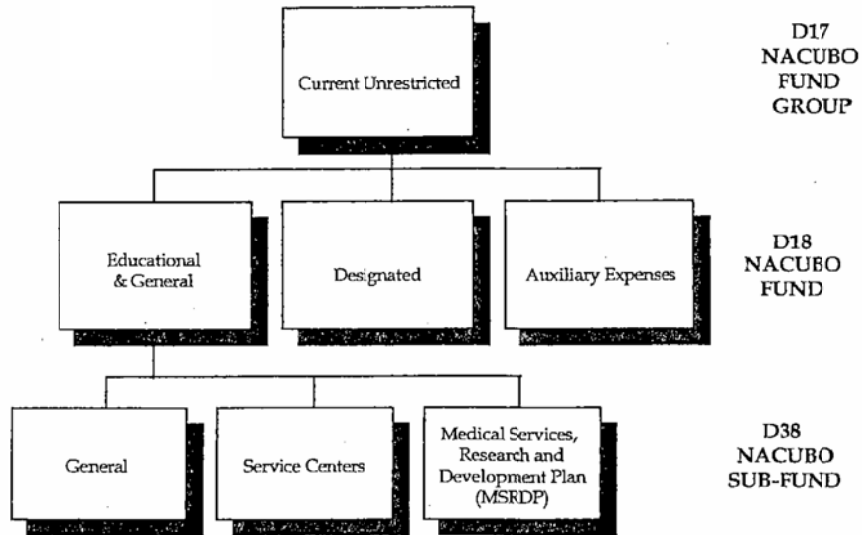 Current Unrestricted
D17
NACUBO
FUND
GROUP
Educational
& General
Designated
Auxiliary Expenses
D18
NACUBO
FUND
General
Service Centers
Medical Services,
Research and
Development Plan
(MSRDP)
D38
NACUBO
SUB-FUND